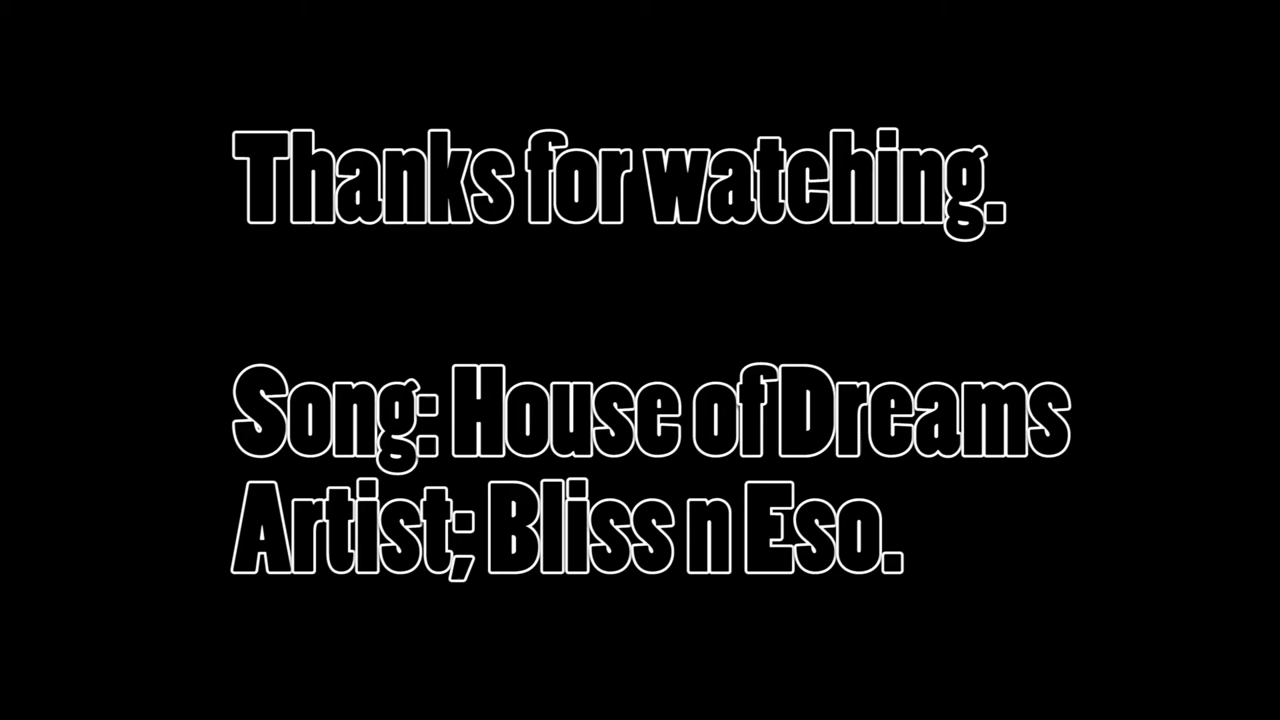 Thanks for watching.
Song: House of Dreams
Artist; Bliss n Eso.